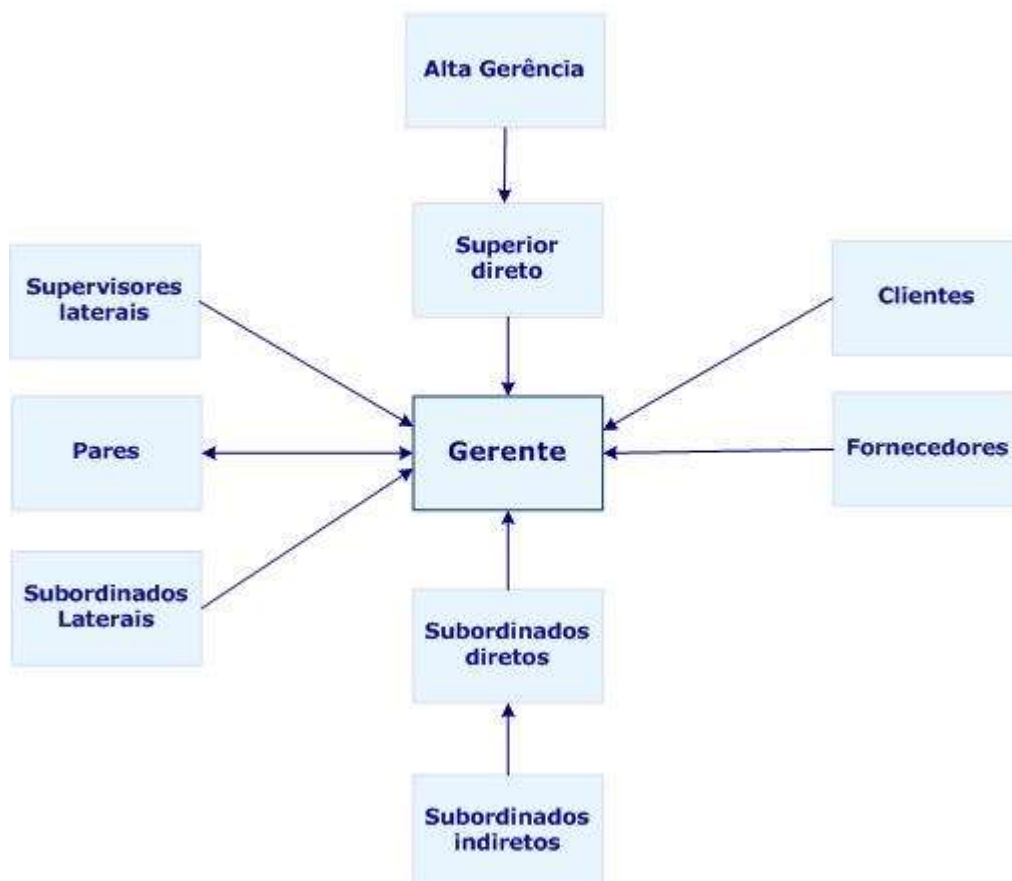 Alta Gerência
Superior
direto
Supervisores
laterais
Clientes
Pares
Gerente
Fornecedores
Subordinados
Laterais
Subordinados
diretos
Subordinados
indiretos